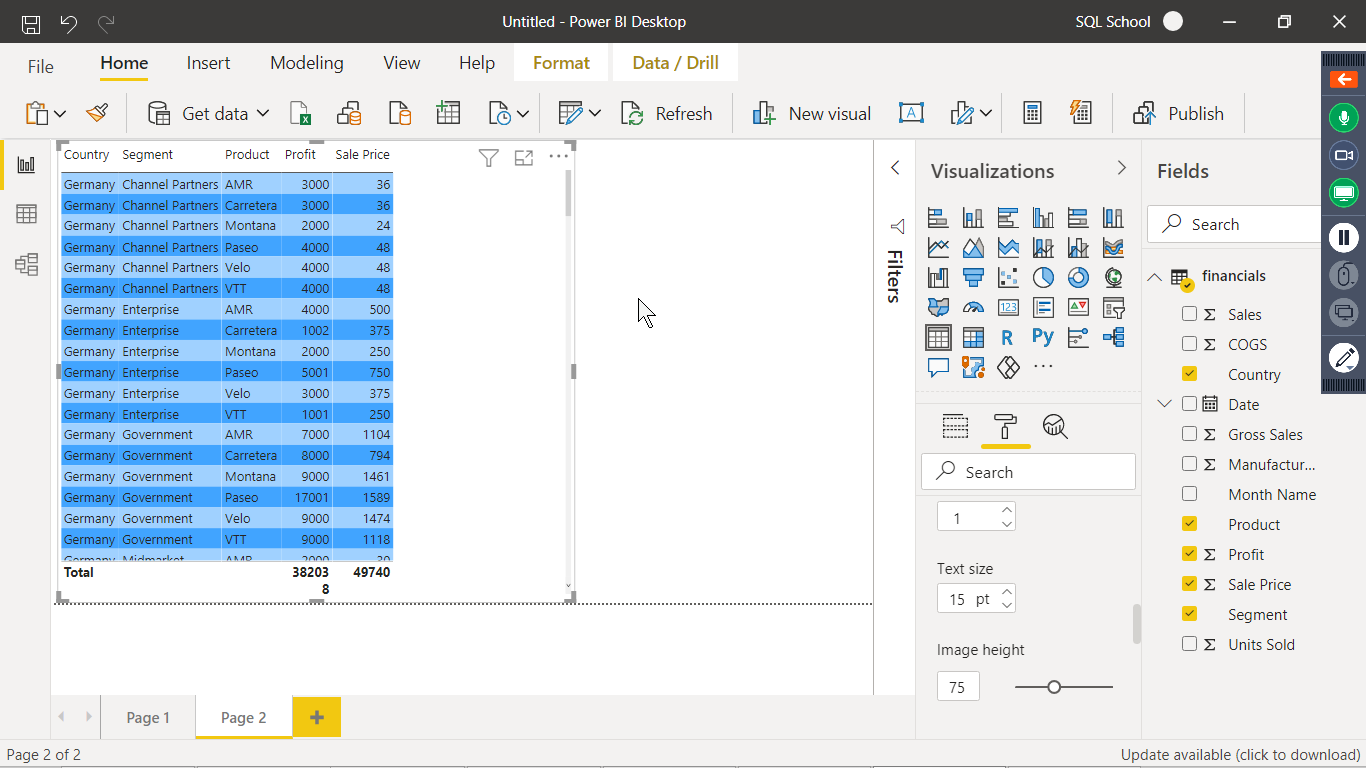 Untitled - Power BI Desktop
SQL School
File
Home
Insert
Modeling
View
Help
Format
Data / Drill
Get data
Refresh
New visual
Publish
Country Segment Product Profit Sale Price
Germany Channel Partners AMR 3000 36
Germany Channel Partners Carretera 3000 36
Germany Channel Partners Montana 2000 24
Germany Channel Partners Paseo 4000 48
Germany Channel Partners Velo 4000 48
Germany Channel Partners VTT 4000 48
Germany Enterprise AMR 4000 500
Germany Enterprise Carretera 1002 375
Germany Enterprise Montana 2000 250
Germany Enterprise Paseo 5001 750
Germany Enterprise Velo 3000 375
Germany Enterprise VTT 1001 250
Germany Government AMR 7000 1104
Germany Government Carretera 8000 794
Germany Government Montana 9000 1461
Germany Government Paseo 17001 1589
Germany Government Velo 9000 1474
Germany Government VTT 9000 1118
Germany Midmarket AMR 2000 30
Total 38203 49740
8
Filters
Visualizations
123
R
Py
Search
1
Text size
15 pt
Image height
75
Fields
Search
financials
Σ Sales
Σ COGS
Country
Date
Σ Gross Sales
Σ Manufactur...
Month Name
Product
Σ Profit
Σ Sale Price
Segment
Σ Units Sold
Page 1
Page 2
+
Page 2 of 2
Update available (click to download)